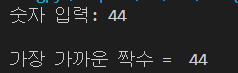 숫자 입력: 44
가장 가까운 짝수 =  44